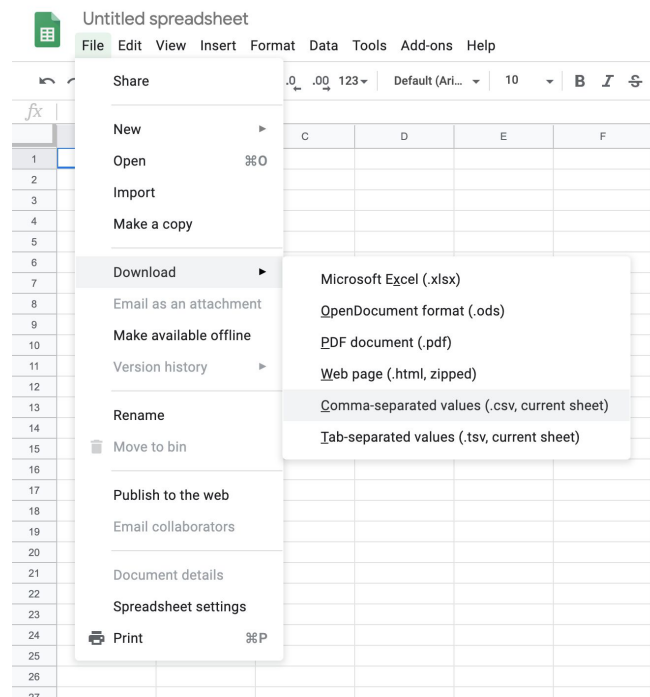 Untitled spreadsheet
File Edit View Insert Format Data Tools Add-ons Help
.0 .00 123 Default (Ari... 10 B I S
fx
C D E F
Share
New
Open ⌘O
Import
Make a copy
Download
Email as an attachment
Make available offline
Version history
Rename
Move to bin
Publish to the web
Email collaborators
Document details
Spreadsheet settings
Print ⌘P
Microsoft Excel (.xlsx)
OpenDocument format (.ods)
PDF document (.pdf)
Web page (.html, zipped)
Comma-separated values (.csv, current sheet)
Tab-separated values (.tsv, current sheet)
1
2
3
4
5
6
7
8
9
10
11
12
13
14
15
16
17
18
19
20
21
22
23
24
25
26
27